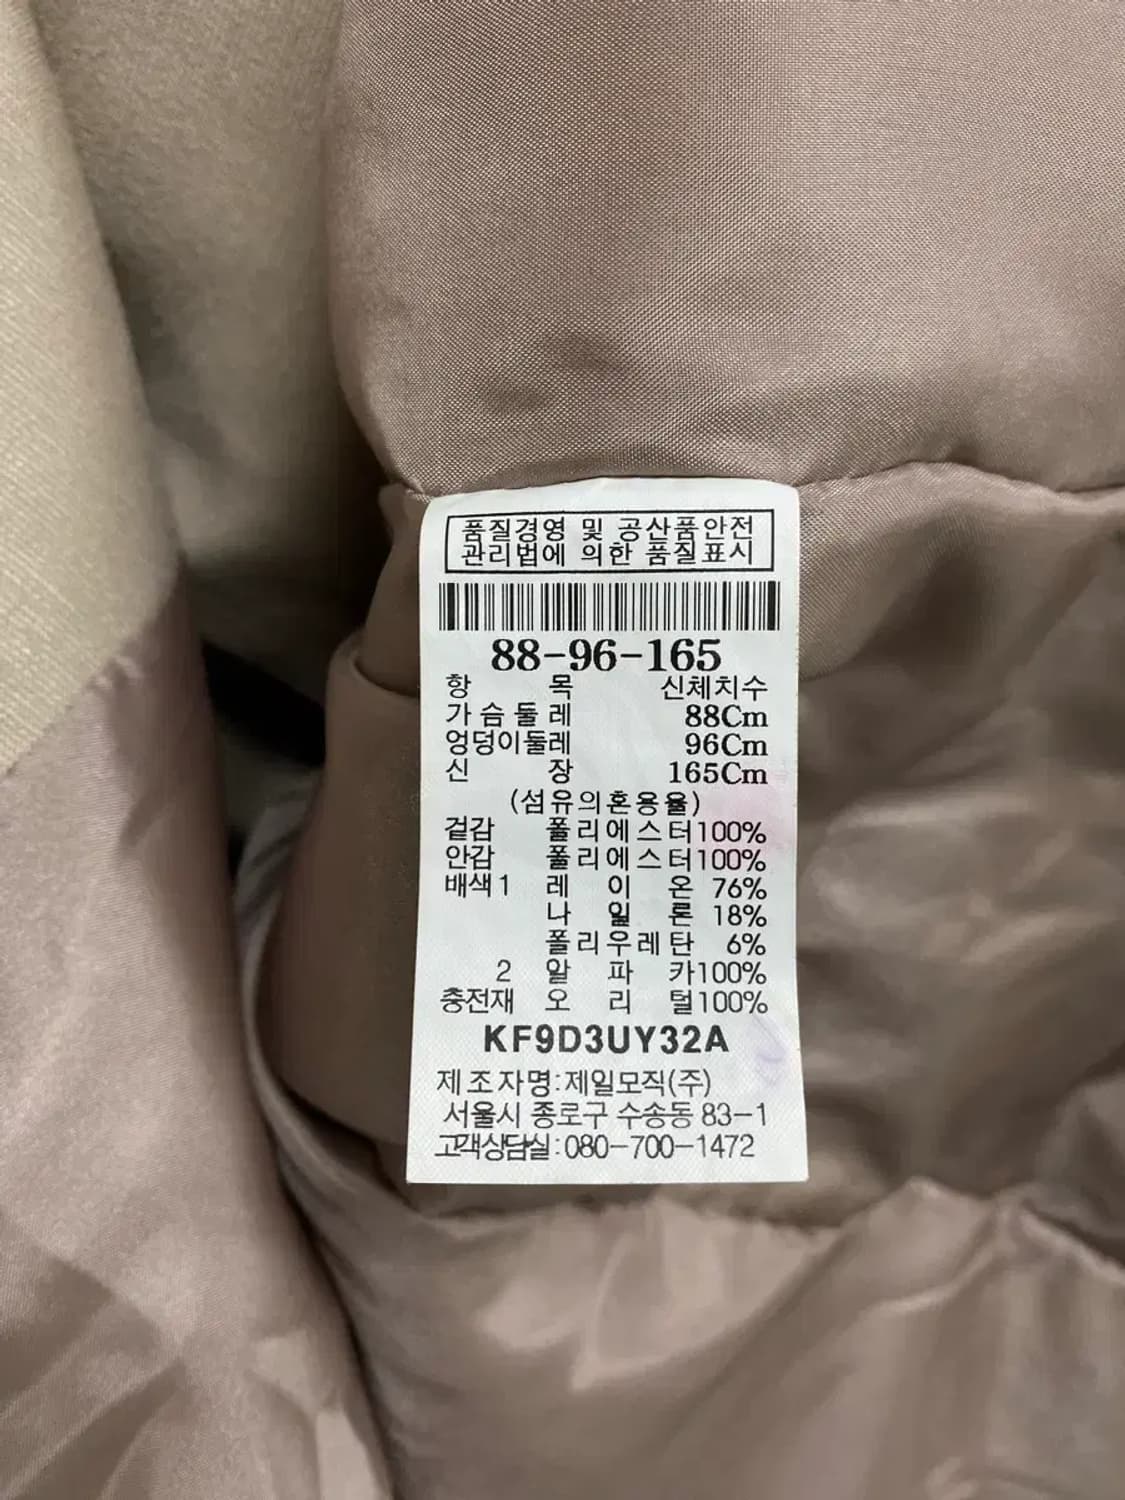 품질경영 및 공산품안전
관리법에 의한 품질표시
88-96-165
항 목 신체치수
가슴둘레 88Cm
엉덩이둘레 96Cm
신 장 165Cm
(섬유의혼용율)
겉감 폴리에스터100%
안감 폴리에스터100%
배색1 레 이 온 76%
나 일 론 18%
폴리우레탄 6%
2 알 파 카100%
충전재 오 리 털100%
KF9D3UY32A
제조자명:제일모직(주)
서울시 종로구 수송동 83-1
고객상담실:080-700-1472